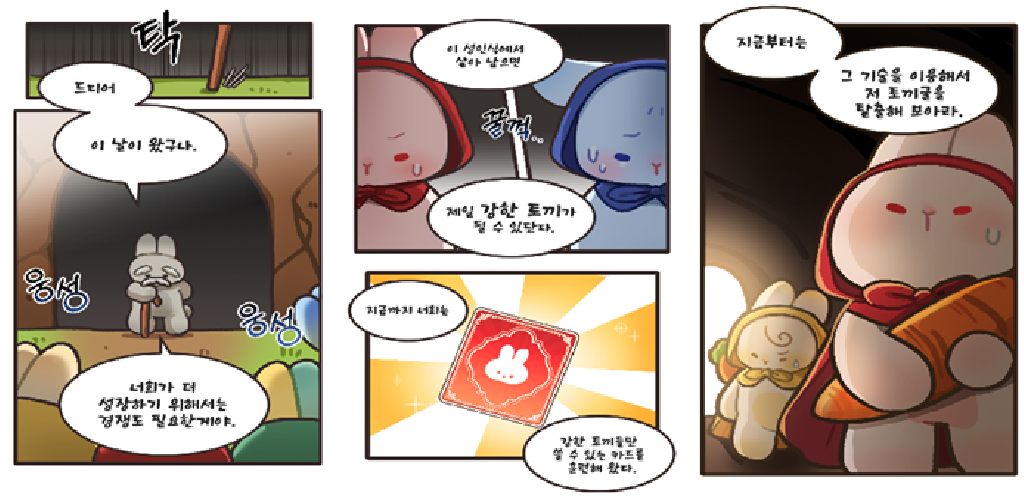 탁
드디어
이 날이 왔구나.
웅성
웅성
너희가 더
성장하기 위해서는
경쟁도 필요한게야.
이 성인식에서
살아 남으면
꿀꺽..
제일 강한 토끼가
될 수 있단다.
지금까지 너희는
강한 토끼들만
쓸 수 있는 카드를
훈련해 왔다.
지금부터는
그 기술을 이용해서
저 토끼굴을
탈출해 보아라.